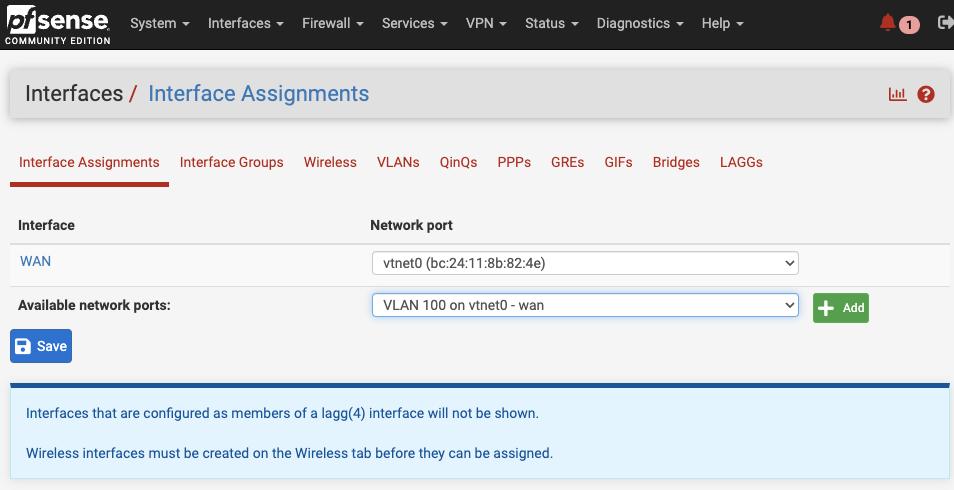 pfsense
COMMUNITY EDITION
System Interfaces Firewall Services VPN Status Diagnostics Help 1
Interfaces / Interface Assignments
Interface Assignments Interface Groups Wireless VLANs QinQs PPPs GREs GIFs Bridges LAGGs
Interface Network port
WAN vtnet0 (bc:24:11:8b:82:4e)
Available network ports: VLAN 100 on vtnet0 - wan Add
Save
Interfaces that are configured as members of a lagg(4) interface will not be shown.
Wireless interfaces must be created on the Wireless tab before they can be assigned.